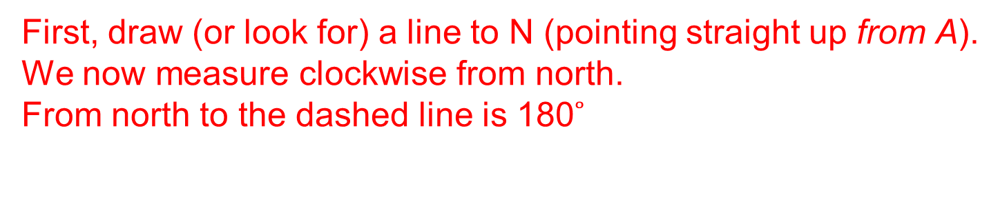 First, draw (or look for) a line to N (pointing straight up from A).
We now measure clockwise from north.
From north to the dashed line is 180°